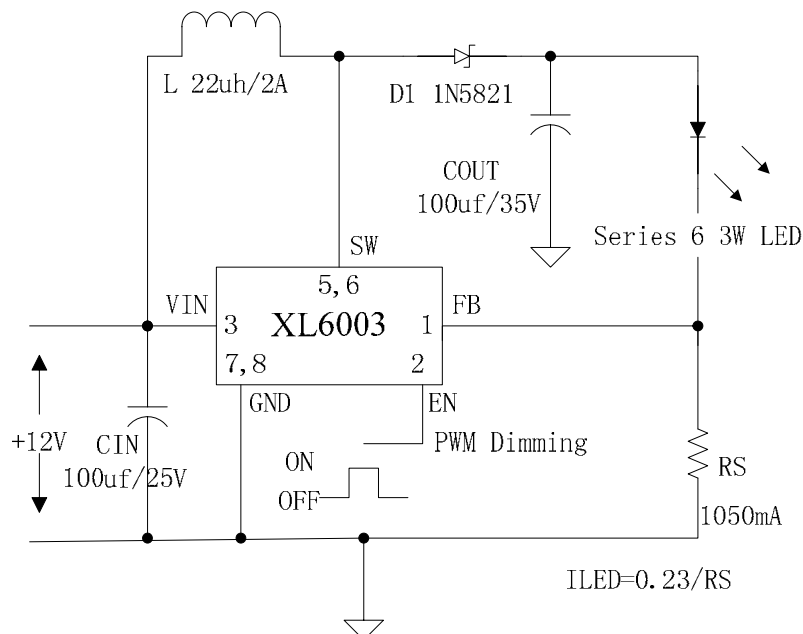 L 22uh/2A
D1 1N5821
COUT
100uf/35V
Series 6 3W LED
SW
5,6
VIN
3
XL6003
1
FB
7,8
2
GND
EN
+12V
CIN
100uf/25V
PWM Dimming
ON
OFF
RS
1050mA
ILED=0.23/RS